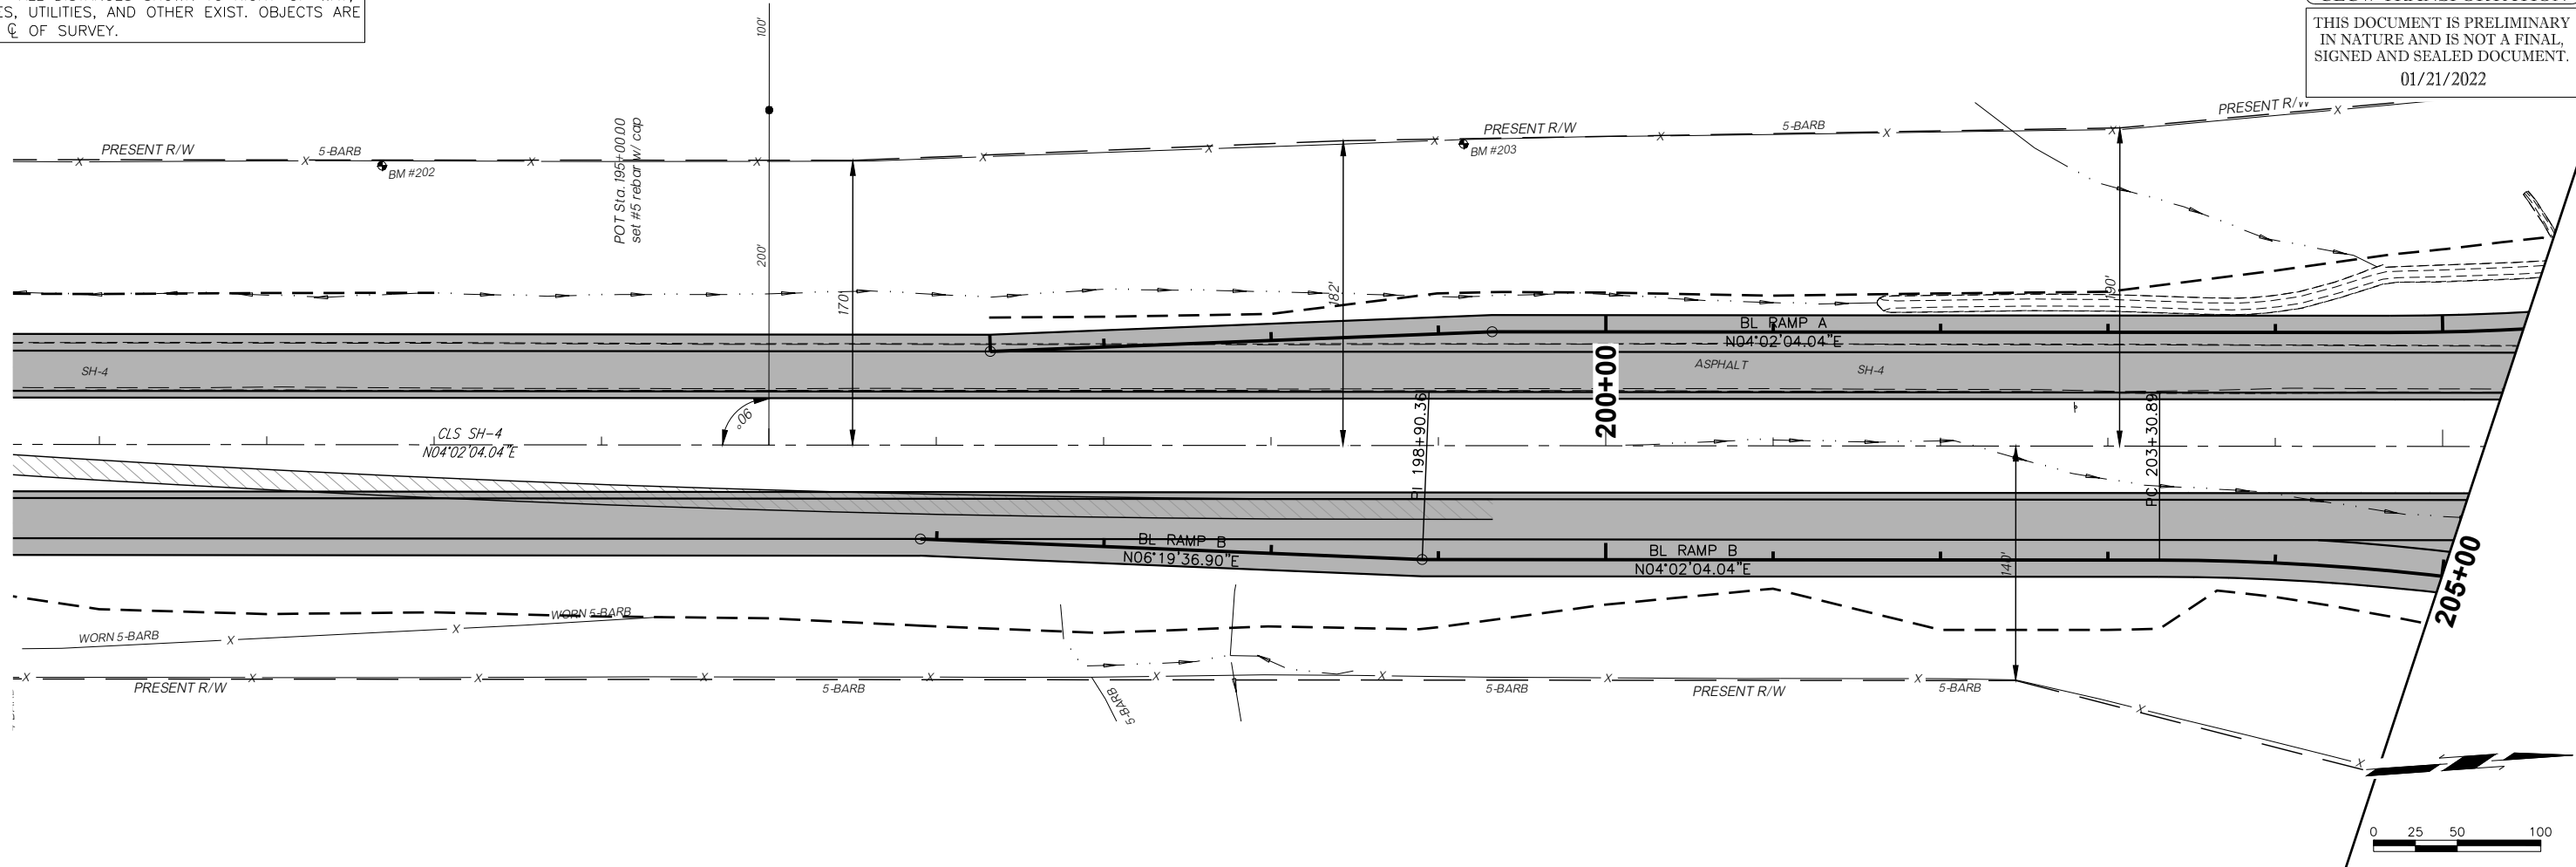 ES, UTILITIES, AND OTHER EXIST. OBJECTS ARE
℄ OF SURVEY.
THIS DOCUMENT IS PRELIMINARY
IN NATURE AND IS NOT A FINAL,
SIGNED AND SEALED DOCUMENT.
01/21/2022
100'
PRESENT R/W
5-BARB
BM #202
POT Sta. 195+00.00
set #5 rebar w/ cap
200'
170'
182'
PRESENT R/W
BM #203
5-BARB
190'
PRESENT R/W
BL RAMP A
N04°02'04.04"E
SH-4
200+00
ASPHALT
SH-4
90°
CLS SH-4
N04°02'04.04"E
PI 198+90.36
PC 203+30.89
BL RAMP B
N06°19'36.90"E
BL RAMP B
N04°02'04.04"E
140'
205+00
WORN 5-BARB
WORN 5-BARB
PRESENT R/W
5-BARB
5-BARB
5-BARB
PRESENT R/W
5-BARB
0 25 50 100